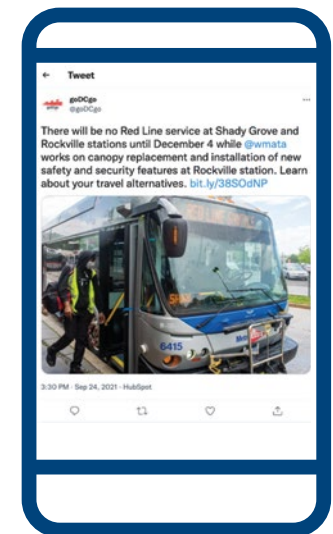 ← Tweet
goDCgo
@goDCgo
There will be no Red Line service at Shady Grove and
Rockville stations until December 4 while @wmata
works on canopy replacement and installation of new
safety and security features at Rockville station. Learn
about your travel alternatives. bit.ly/38SOdNP
6415
3:30 PM · Sep 24, 2021 · HubSpot